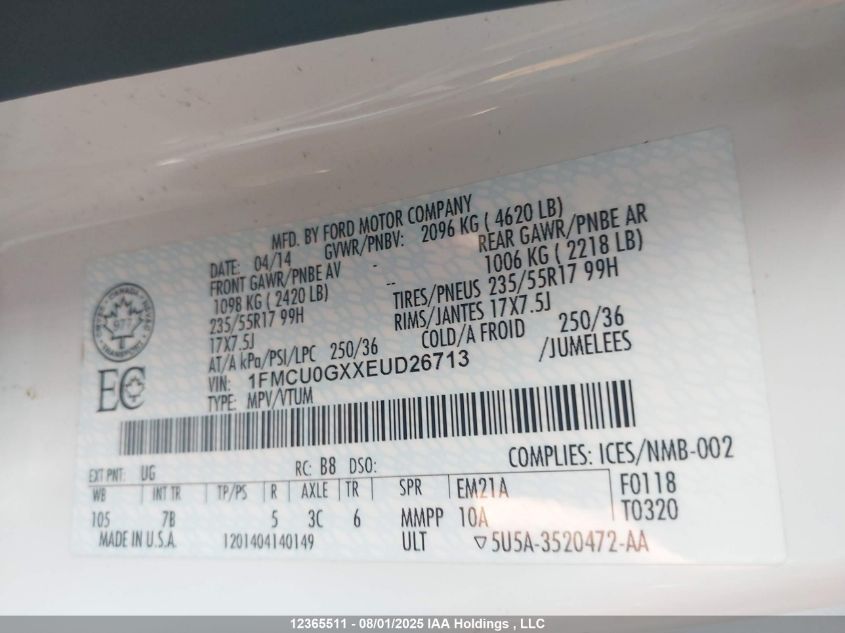 MFD. BY FORD MOTOR COMPANY
DATE: 04/14 GVWR/PNBV: 2096 KG ( 4620 LB)
FRONT GAWR/PNBE AV - REAR GAWR/PNBE AR
1098 KG ( 2420 LB) -- 1006 KG ( 2218 LB)
235/55R17 99H TIRES/PNEUS 235/55R17 99H
17X7.5J RIMS/JANTES 17X7.5J
AT/A kPa/PSI/LPC 250/36 COLD/A FROID 250/36
VIN: 1FMCU0GXXEUD26713 /JUMELEES
TYPE: MPV/VTUM
CANADA
977
TRANSPORT
EC
COMPLIES: ICES/NMB-002
EXT PNT: UG RC: B8 DSO:
WB INT TR TP/PS R AXLE TR SPR EM21A F0118
105 7B 5 3C 6 MMPP 10A T0320
MADE IN U.S.A. 1201404140149 ULT ▽5U5A-3520472-AA
12365511 - 08/01/2025 IAA Holdings , LLC